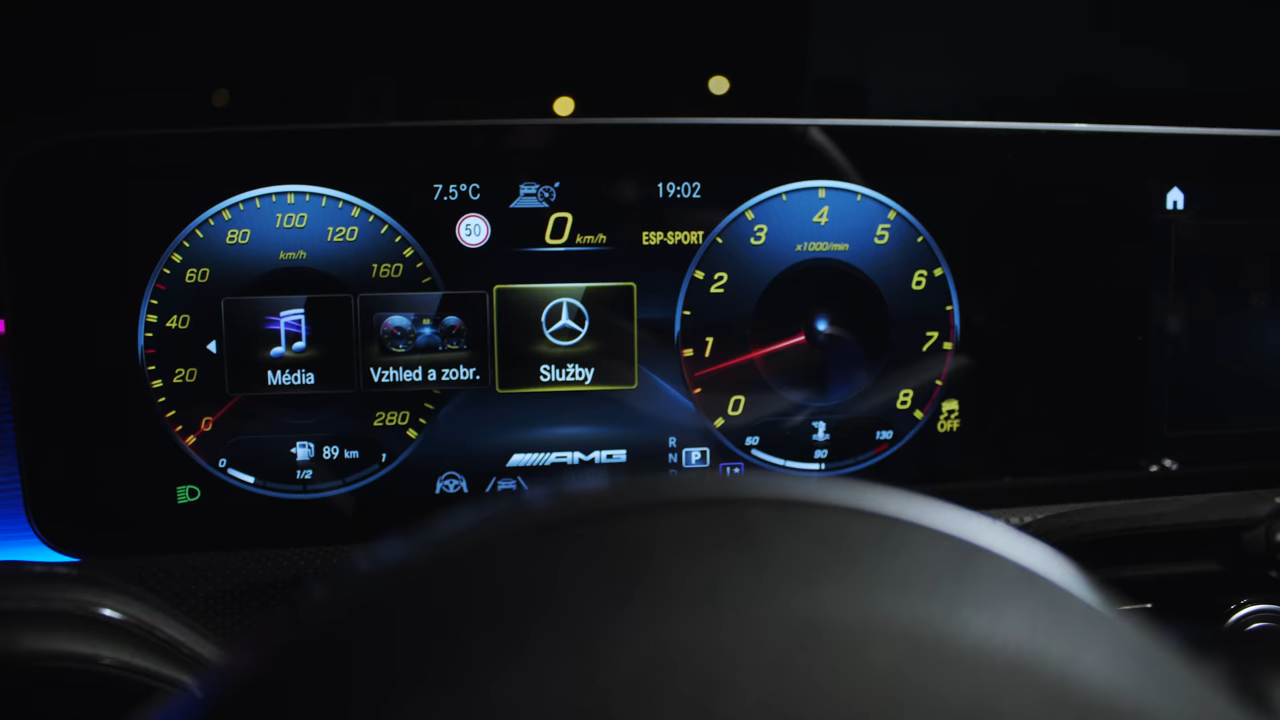 7.5°C
19:02
50
0 km/h
ESP-SPORT
20
40
60
80
100
120
160
280
0
km/h
Média
Vzhled a zobr.
Služby
0
1/2
1
89 km
AMG
R
N
P
0
1
2
3
4
5
6
7
8
x1000/min
50
90
130
OFF